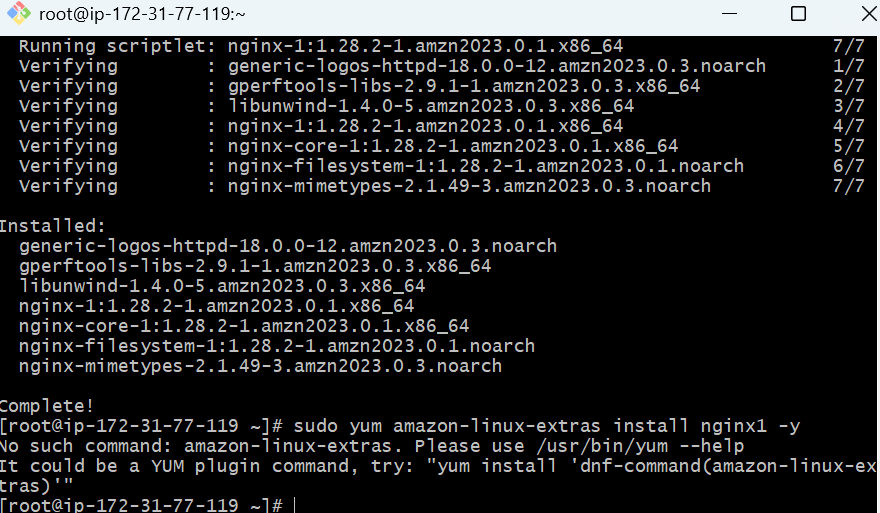 root@ip-172-31-77-119:~
Running scriptlet: nginx-1:1.28.2-1.amzn2023.0.1.x86_64 7/7
Verifying : generic-logos-httpd-18.0.0-12.amzn2023.0.3.noarch 1/7
Verifying : gperftools-libs-2.9.1-1.amzn2023.0.3.x86_64 2/7
Verifying : libunwind-1.4.0-5.amzn2023.0.3.x86_64 3/7
Verifying : nginx-1:1.28.2-1.amzn2023.0.1.x86_64 4/7
Verifying : nginx-core-1:1.28.2-1.amzn2023.0.1.x86_64 5/7
Verifying : nginx-filesystem-1:1.28.2-1.amzn2023.0.1.noarch 6/7
Verifying : nginx-mimetypes-2.1.49-3.amzn2023.0.3.noarch 7/7
Installed:
generic-logos-httpd-18.0.0-12.amzn2023.0.3.noarch
gperftools-libs-2.9.1-1.amzn2023.0.3.x86_64
libunwind-1.4.0-5.amzn2023.0.3.x86_64
nginx-1:1.28.2-1.amzn2023.0.1.x86_64
nginx-core-1:1.28.2-1.amzn2023.0.1.x86_64
nginx-filesystem-1:1.28.2-1.amzn2023.0.1.noarch
nginx-mimetypes-2.1.49-3.amzn2023.0.3.noarch
Complete!
[root@ip-172-31-77-119 ~]# sudo yum amazon-linux-extras install nginx1 -y
No such command: amazon-linux-extras. Please use /usr/bin/yum --help
It could be a YUM plugin command, try: "yum install 'dnf-command(amazon-linux-ex
tras)'"
[root@ip-172-31-77-119 ~]#